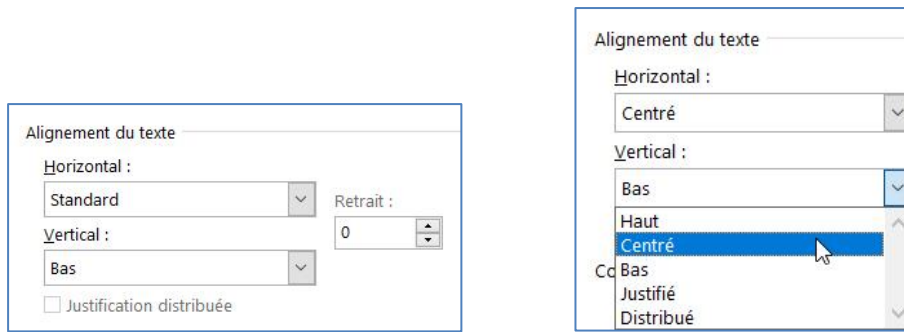 Alignement du texte
Horizontal :
Standard
Retrait :
0
Vertical :
Bas
Justification distribuée
Alignement du texte
Horizontal :
Centré
Vertical :
Bas
Haut
Centré
Co
Bas
Justifié
Distribué